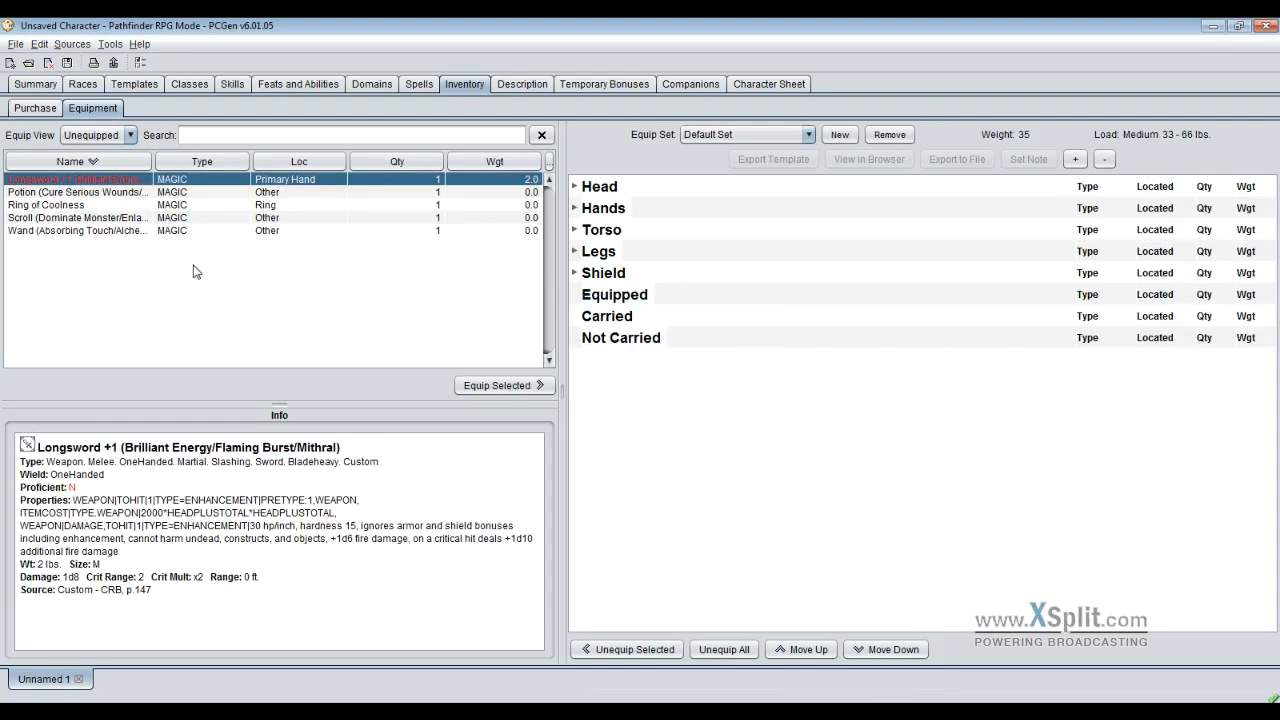 Unsaved Character - Pathfinder RPG Mode - PCGen v6.01.05
File Edit Sources Tools Help
Summary Races Templates Classes Skills Feats and Abilities Domains Spells Inventory Description Temporary Bonuses Companions Character Sheet
Purchase Equipment
Equip View Unequipped Search:
Equip Set: Default Set New Remove Weight: 35 Load: Medium 33 - 66 lbs.
Export Template View in Browser Export to File Set Note + -
Name Type Loc Qty Wgt
Longsword +1 (Brilliant Energ... MAGIC Primary Hand 1 2.0
Potion (Cure Serious Wounds/... MAGIC Other 1 0.0
Ring of Coolness MAGIC Ring 1 0.0
Scroll (Dominate Monster/Enla... MAGIC Other 1 0.0
Wand (Absorbing Touch/Alche... MAGIC Other 1 0.0
Equip Selected
Head Type Located Qty Wgt
Hands Type Located Qty Wgt
Torso Type Located Qty Wgt
Legs Type Located Qty Wgt
Shield Type Located Qty Wgt
Equipped Type Located Qty Wgt
Carried Type Located Qty Wgt
Not Carried Type Located Qty Wgt
Info
Longsword +1 (Brilliant Energy/Flaming Burst/Mithral)
Type: Weapon. Melee. OneHanded. Martial. Slashing. Sword. Bladeheavy. Custom
Wield: OneHanded
Proficient: N
Properties: WEAPON|TOHIT|1|TYPE=ENHANCEMENT|PRETYPE:1,WEAPON,
ITEMCOST|TYPE.WEAPON|2000*HEADPLUSTOTAL*HEADPLUSTOTAL,
WEAPON|DAMAGE,TOHIT|1|TYPE=ENHANCEMENT|30 hp/inch, hardness 15, ignores armor and shield bonuses
including enhancement, cannot harm undead, constructs, and objects, +1d6 fire damage, on a critical hit deals +1d10
additional fire damage
Wt: 2 lbs. Size: M
Damage: 1d8 Crit Range: 2 Crit Mult: x2 Range: 0 ft.
Source: Custom - CRB, p.147
www.XSplit.com
POWERING BROADCASTING
Unequip Selected Unequip All Move Up Move Down
Unnamed 1